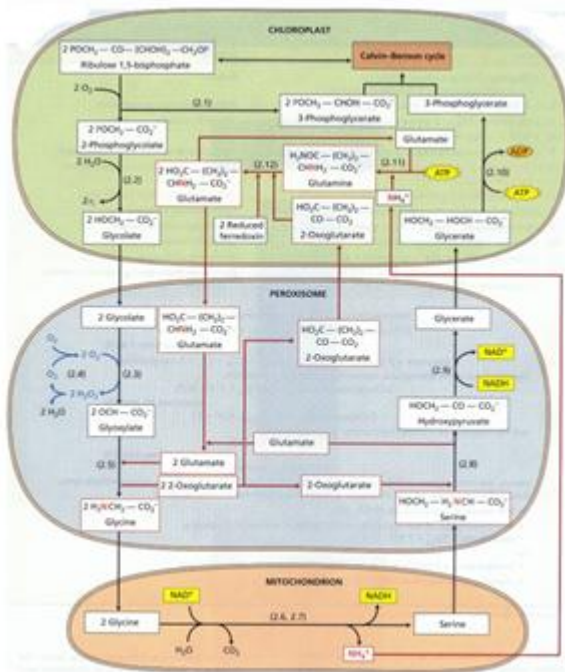 CHLOROPLAST
2 POCH₂ — CO — (CHOH)₂ — CH₂OP
Ribulose 1,5-bisphosphate
Calvin-Benson cycle
2 O₂
(2.1)
2 POCH₂ — CHOH — CO₂⁻
3-Phosphoglycerate
3-Phosphoglycerate
2 POCH₂ — CO₂⁻
2-Phosphoglycolate
Glutamate
ADP
2 H₂O
(2.2)
2 HO₂C — (CH₂)₂ —
CHNH₂ — CO₂⁻
Glutamate
(2.12)
H₂NOC — (CH₂)₂ —
CHNH₂ — CO₂⁻
Glutamine
(2.11)
ATP
(2.10)
ATP
NH₄⁺
2 HOCH₂ — CO₂⁻
Glycolate
2 Reduced
ferredoxin
HO₂C — (CH₂)₂ —
CO — CO₂
2-Oxoglutarate
HOCH₂ — HOCH — CO₂
Glycerate
PEROXISOME
2 Glycolate
HO₂C — (CH₂)₂ —
CHNH₂ — CO₂⁻
Glutamate
HO₂C — (CH₂)₂ —
CO — CO₂
2-Oxoglutarate
Glycerate
O₂
2 O₂
(2.4)
(2.3)
2 H₂O
2 H₂O₂
NAD⁺
(2.9)
NADH
2 OCH — CO₂⁻
Glyoxylate
HOCH₂ — CO — CO₂⁻
Hydroxypyruvate
Glutamate
(2.5)
2 Glutamate
(2.8)
2 2-Oxoglutarate
2-Oxoglutarate
2 H₂NCH₂ — CO₂⁻
Glycine
HOCH₂ — H₂NCH — CO₂⁻
Serine
MITOCHONDRION
NAD⁺
NADH
2 Glycine
(2.6, 2.7)
Serine
H₂O
CO₂
NH₄⁺